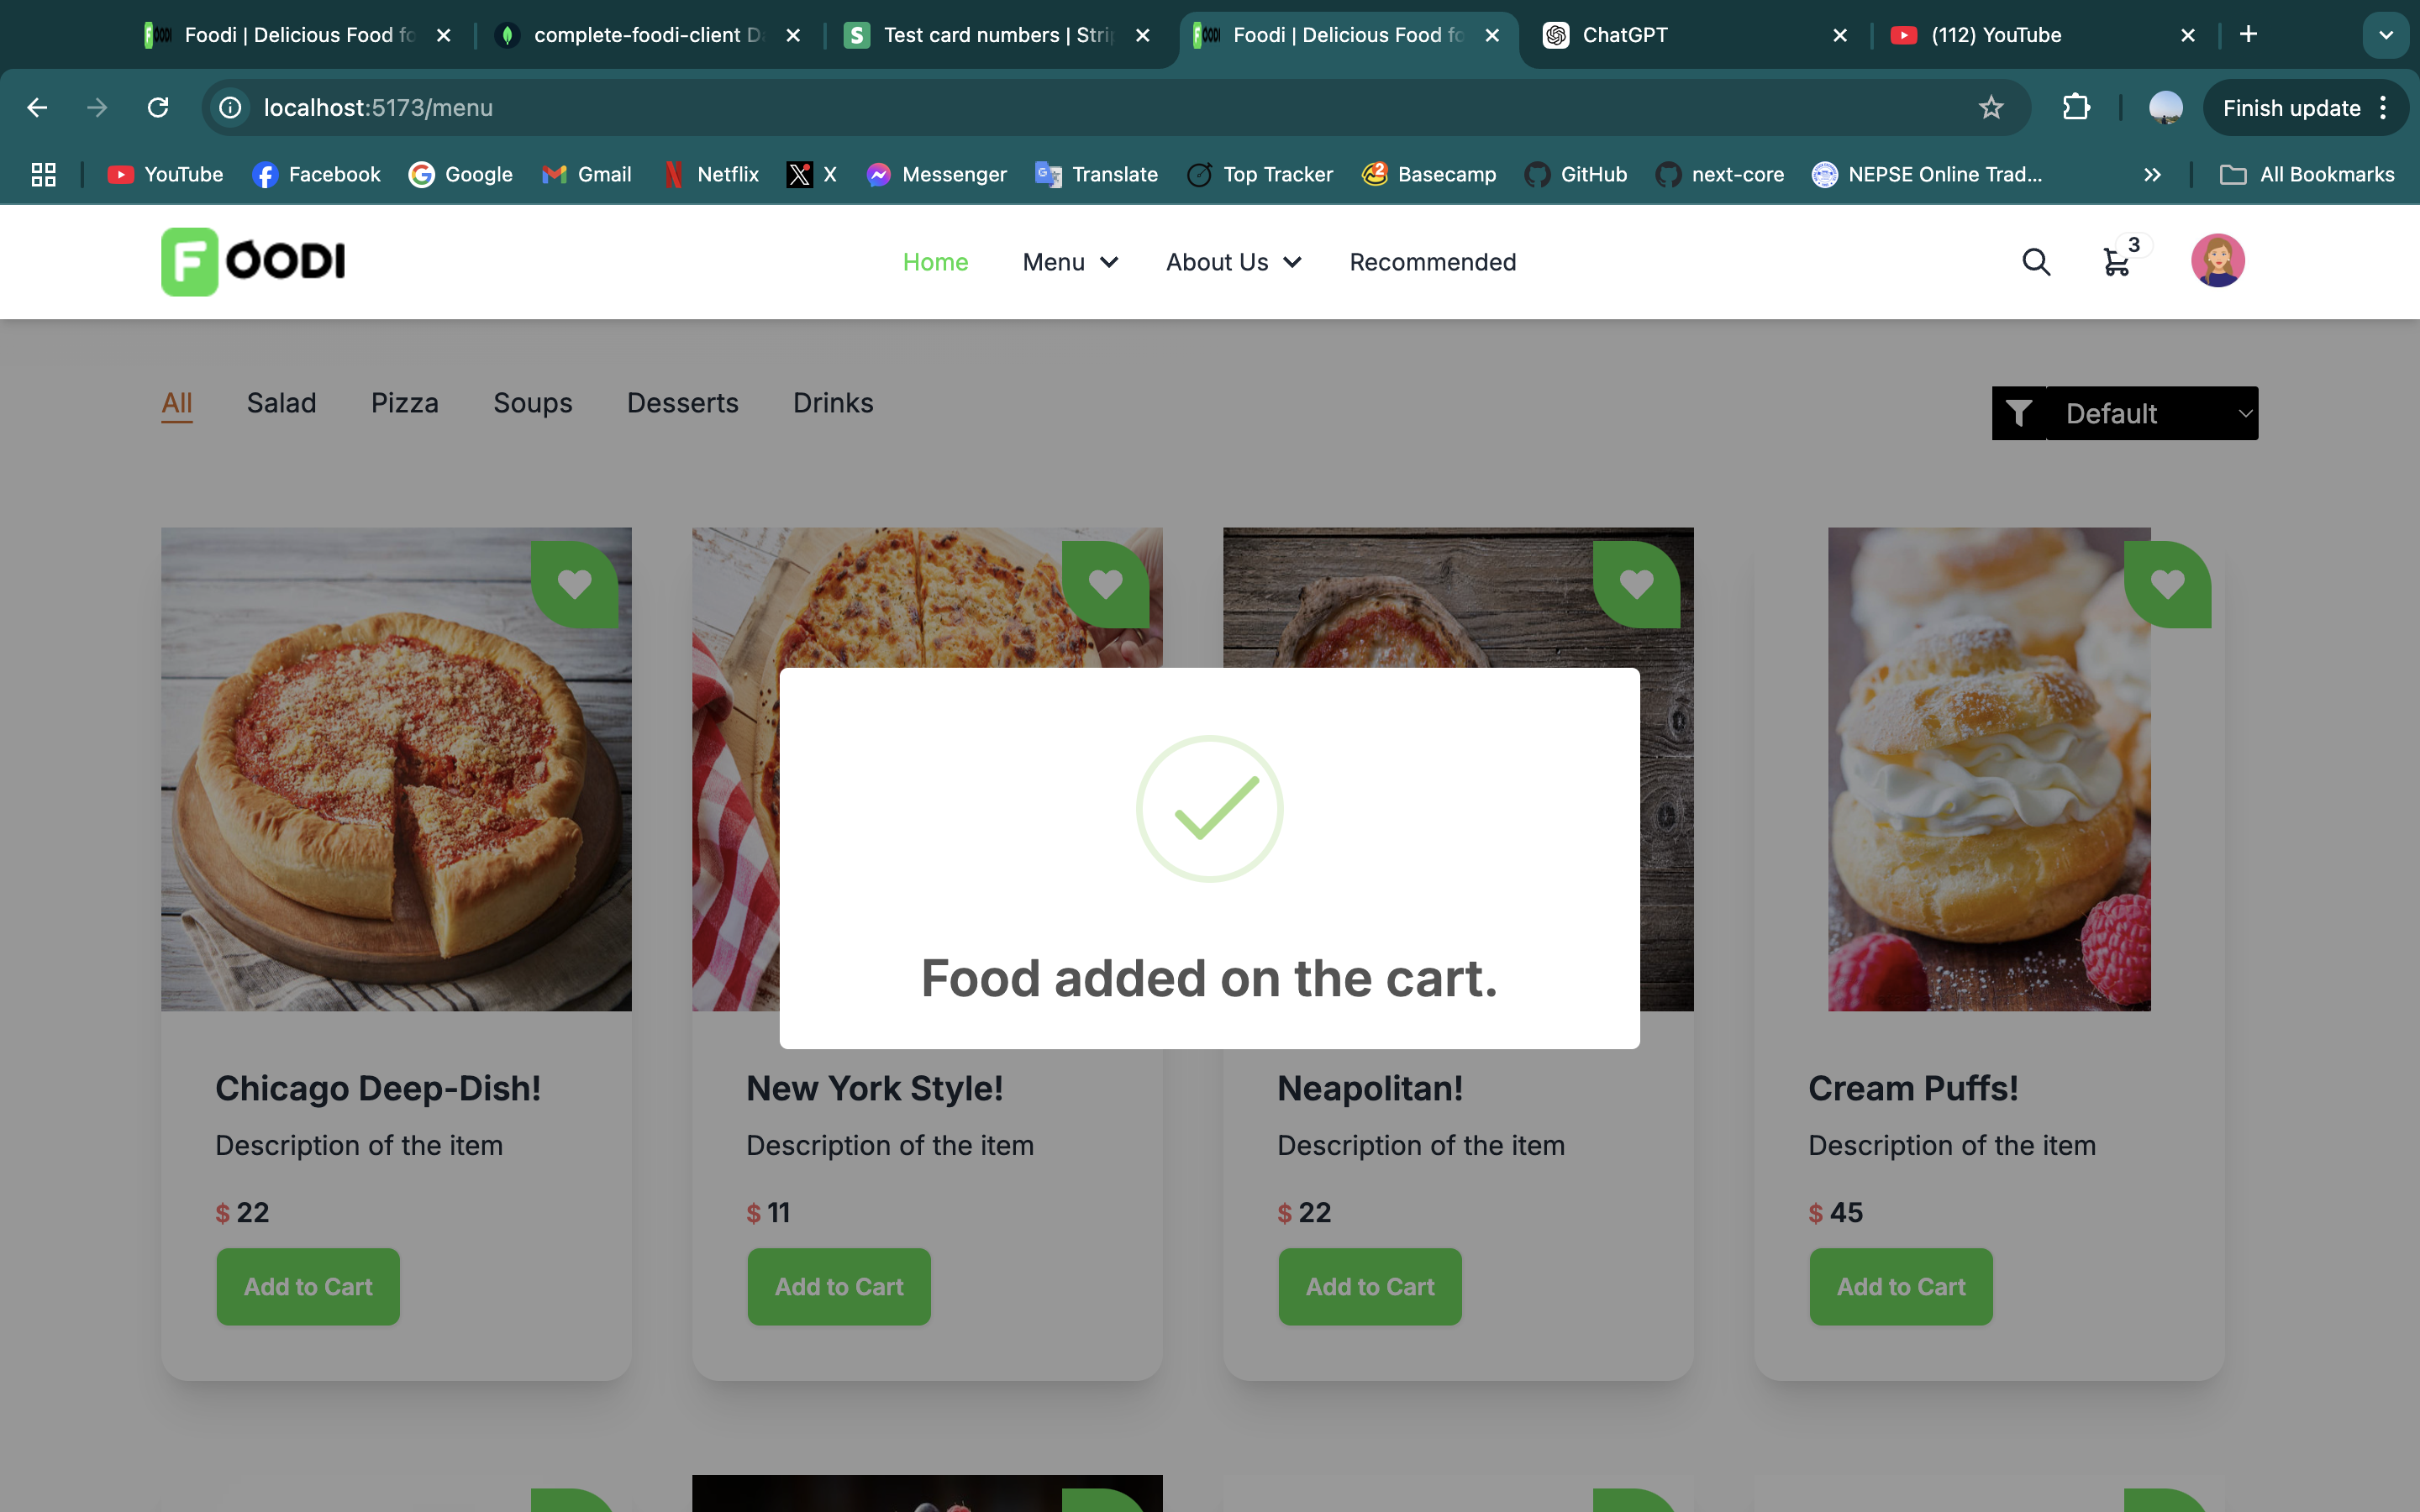 Foodi | Delicious Food fo
complete-foodi-client Da
Test card numbers | Strip
Foodi | Delicious Food fo
ChatGPT
(112) YouTube
localhost:5173/menu
Finish update
YouTube
Facebook
Google
Gmail
Netflix
X
Messenger
Translate
Top Tracker
Basecamp
GitHub
next-core
NEPSE Online Trad...
All Bookmarks
FOODI
Home
Menu
About Us
Recommended
3
All
Salad
Pizza
Soups
Desserts
Drinks
Default
Food added on the cart.
Chicago Deep-Dish!
Description of the item
$ 22
Add to Cart
New York Style!
Description of the item
$ 11
Add to Cart
Neapolitan!
Description of the item
$ 22
Add to Cart
Cream Puffs!
Description of the item
$ 45
Add to Cart